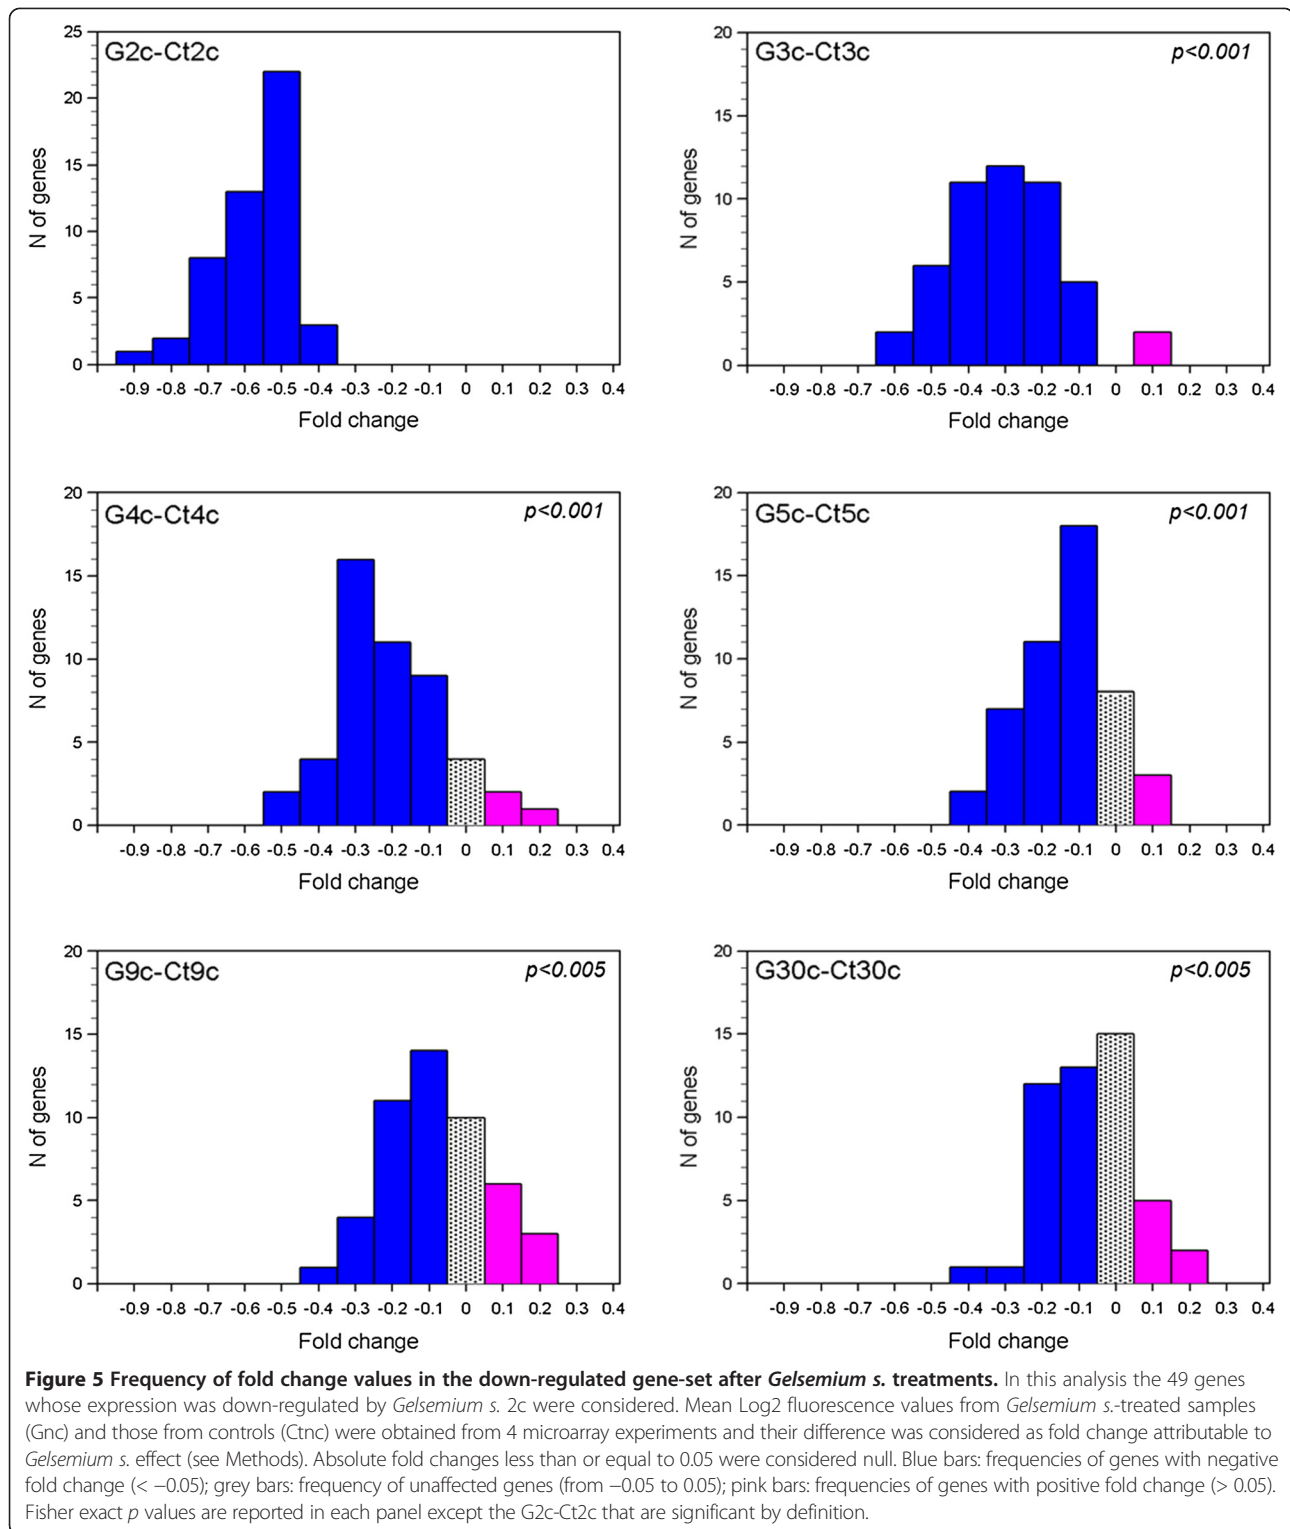 G2c-Ct2c
25
20
15
10
5
0
N of genes
-0.9 -0.8 -0.7 -0.6 -0.5 -0.4 -0.3 -0.2 -0.1 0 0.1 0.2 0.3 0.4
Fold change
G3c-Ct3c
p<0.001
20
15
10
5
0
N of genes
-0.9 -0.8 -0.7 -0.6 -0.5 -0.4 -0.3 -0.2 -0.1 0 0.1 0.2 0.3 0.4
Fold change
G4c-Ct4c
p<0.001
20
15
10
5
0
N of genes
-0.9 -0.8 -0.7 -0.6 -0.5 -0.4 -0.3 -0.2 -0.1 0 0.1 0.2 0.3 0.4
Fold change
G5c-Ct5c
p<0.001
20
15
10
5
0
N of genes
-0.9 -0.8 -0.7 -0.6 -0.5 -0.4 -0.3 -0.2 -0.1 0 0.1 0.2 0.3 0.4
Fold change
G9c-Ct9c
p<0.005
20
15
10
5
0
N of genes
-0.9 -0.8 -0.7 -0.6 -0.5 -0.4 -0.3 -0.2 -0.1 0 0.1 0.2 0.3 0.4
Fold change
G30c-Ct30c
p<0.005
20
15
10
5
0
N of genes
-0.9 -0.8 -0.7 -0.6 -0.5 -0.4 -0.3 -0.2 -0.1 0 0.1 0.2 0.3 0.4
Fold change
Figure 5 Frequency of fold change values in the down-regulated gene-set after Gelsemium s. treatments. In this analysis the 49 genes
whose expression was down-regulated by Gelsemium s. 2c were considered. Mean Log2 fluorescence values from Gelsemium s.-treated samples
(Gnc) and those from controls (Ctnc) were obtained from 4 microarray experiments and their difference was considered as fold change attributable to
Gelsemium s. effect (see Methods). Absolute fold changes less than or equal to 0.05 were considered null. Blue bars: frequencies of genes with negative
fold change (< −0.05); grey bars: frequency of unaffected genes (from −0.05 to 0.05); pink bars: frequencies of genes with positive fold change (> 0.05).
Fisher exact p values are reported in each panel except the G2c-Ct2c that are significant by definition.